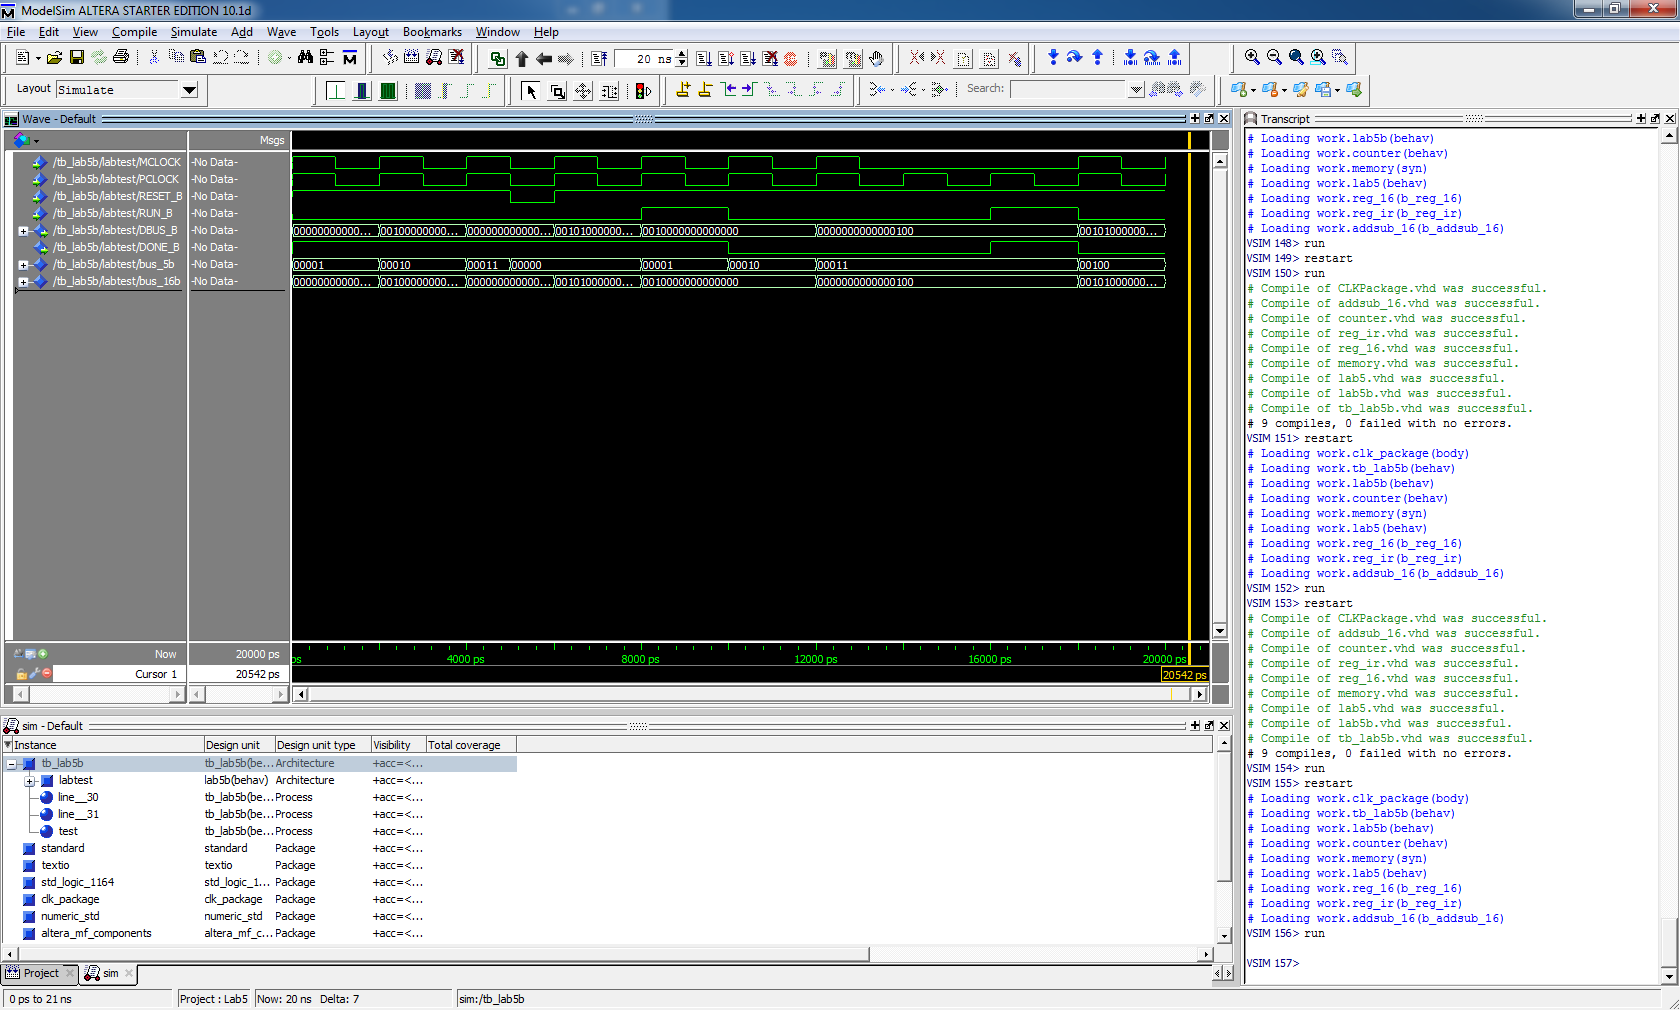 ModelSim ALTERA STARTER EDITION 10.1d
File Edit View Compile Simulate Add Wave Tools Layout Bookmarks Window Help
20 ns
Layout Simulate
Search:
Wave - Default
Msgs
/tb_lab5b/labtest/MCLOCK -No Data-
/tb_lab5b/labtest/PCLOCK -No Data-
/tb_lab5b/labtest/RESET_B -No Data-
/tb_lab5b/labtest/RUN_B -No Data-
/tb_lab5b/labtest/DBUS_B -No Data- 00000000000... 00100000000... 000000000000... 00101000000... 0010000000000000 0000000000000100 00101000000...
/tb_lab5b/labtest/DONE_B -No Data-
/tb_lab5b/labtest/bus_5b -No Data- 00001 00010 00011 00000 00001 00010 00011 00100
/tb_lab5b/labtest/bus_16b -No Data- 00000000000... 00100000000... 000000000000... 00101000000... 0010000000000000 0000000000000100 00101000000...
Now 20000 ps
ps 4000 ps 8000 ps 12000 ps 16000 ps 20000 ps
Cursor 1 20542 ps
20542 ps
sim - Default
Instance Design unit Design unit type Visibility Total coverage
tb_lab5b tb_lab5b(be... Architecture +acc=<...
labtest lab5b(behav) Architecture +acc=<...
line__30 tb_lab5b(be... Process +acc=<...
line__31 tb_lab5b(be... Process +acc=<...
test tb_lab5b(be... Process +acc=<...
standard standard Package +acc=<...
textio textio Package +acc=<...
std_logic_1164 std_logic_1... Package +acc=<...
clk_package clk_package Package +acc=<...
numeric_std numeric_std Package +acc=<...
altera_mf_components altera_mf_c... Package +acc=<...
Project sim
0 ps to 21 ns Project : Lab5 Now: 20 ns Delta: 7 sim:/tb_lab5b
Transcript
# Loading work.lab5b(behav)
# Loading work.counter(behav)
# Loading work.memory(syn)
# Loading work.lab5(behav)
# Loading work.reg_16(b_reg_16)
# Loading work.reg_ir(b_reg_ir)
# Loading work.addsub_16(b_addsub_16)
VSIM 148> run
VSIM 149> restart
VSIM 150> run
# Compile of CLKPackage.vhd was successful.
# Compile of addsub_16.vhd was successful.
# Compile of counter.vhd was successful.
# Compile of reg_ir.vhd was successful.
# Compile of reg_16.vhd was successful.
# Compile of memory.vhd was successful.
# Compile of lab5.vhd was successful.
# Compile of lab5b.vhd was successful.
# Compile of tb_lab5b.vhd was successful.
# 9 compiles, 0 failed with no errors.
VSIM 151> restart
# Loading work.clk_package(body)
# Loading work.tb_lab5b(behav)
# Loading work.lab5b(behav)
# Loading work.counter(behav)
# Loading work.memory(syn)
# Loading work.lab5(behav)
# Loading work.reg_16(b_reg_16)
# Loading work.reg_ir(b_reg_ir)
# Loading work.addsub_16(b_addsub_16)
VSIM 152> run
VSIM 153> restart
# Compile of CLKPackage.vhd was successful.
# Compile of addsub_16.vhd was successful.
# Compile of counter.vhd was successful.
# Compile of reg_ir.vhd was successful.
# Compile of reg_16.vhd was successful.
# Compile of memory.vhd was successful.
# Compile of lab5.vhd was successful.
# Compile of lab5b.vhd was successful.
# Compile of tb_lab5b.vhd was successful.
# 9 compiles, 0 failed with no errors.
VSIM 154> run
VSIM 155> restart
# Loading work.clk_package(body)
# Loading work.tb_lab5b(behav)
# Loading work.lab5b(behav)
# Loading work.counter(behav)
# Loading work.memory(syn)
# Loading work.lab5(behav)
# Loading work.reg_16(b_reg_16)
# Loading work.reg_ir(b_reg_ir)
# Loading work.addsub_16(b_addsub_16)
VSIM 156> run
VSIM 157>